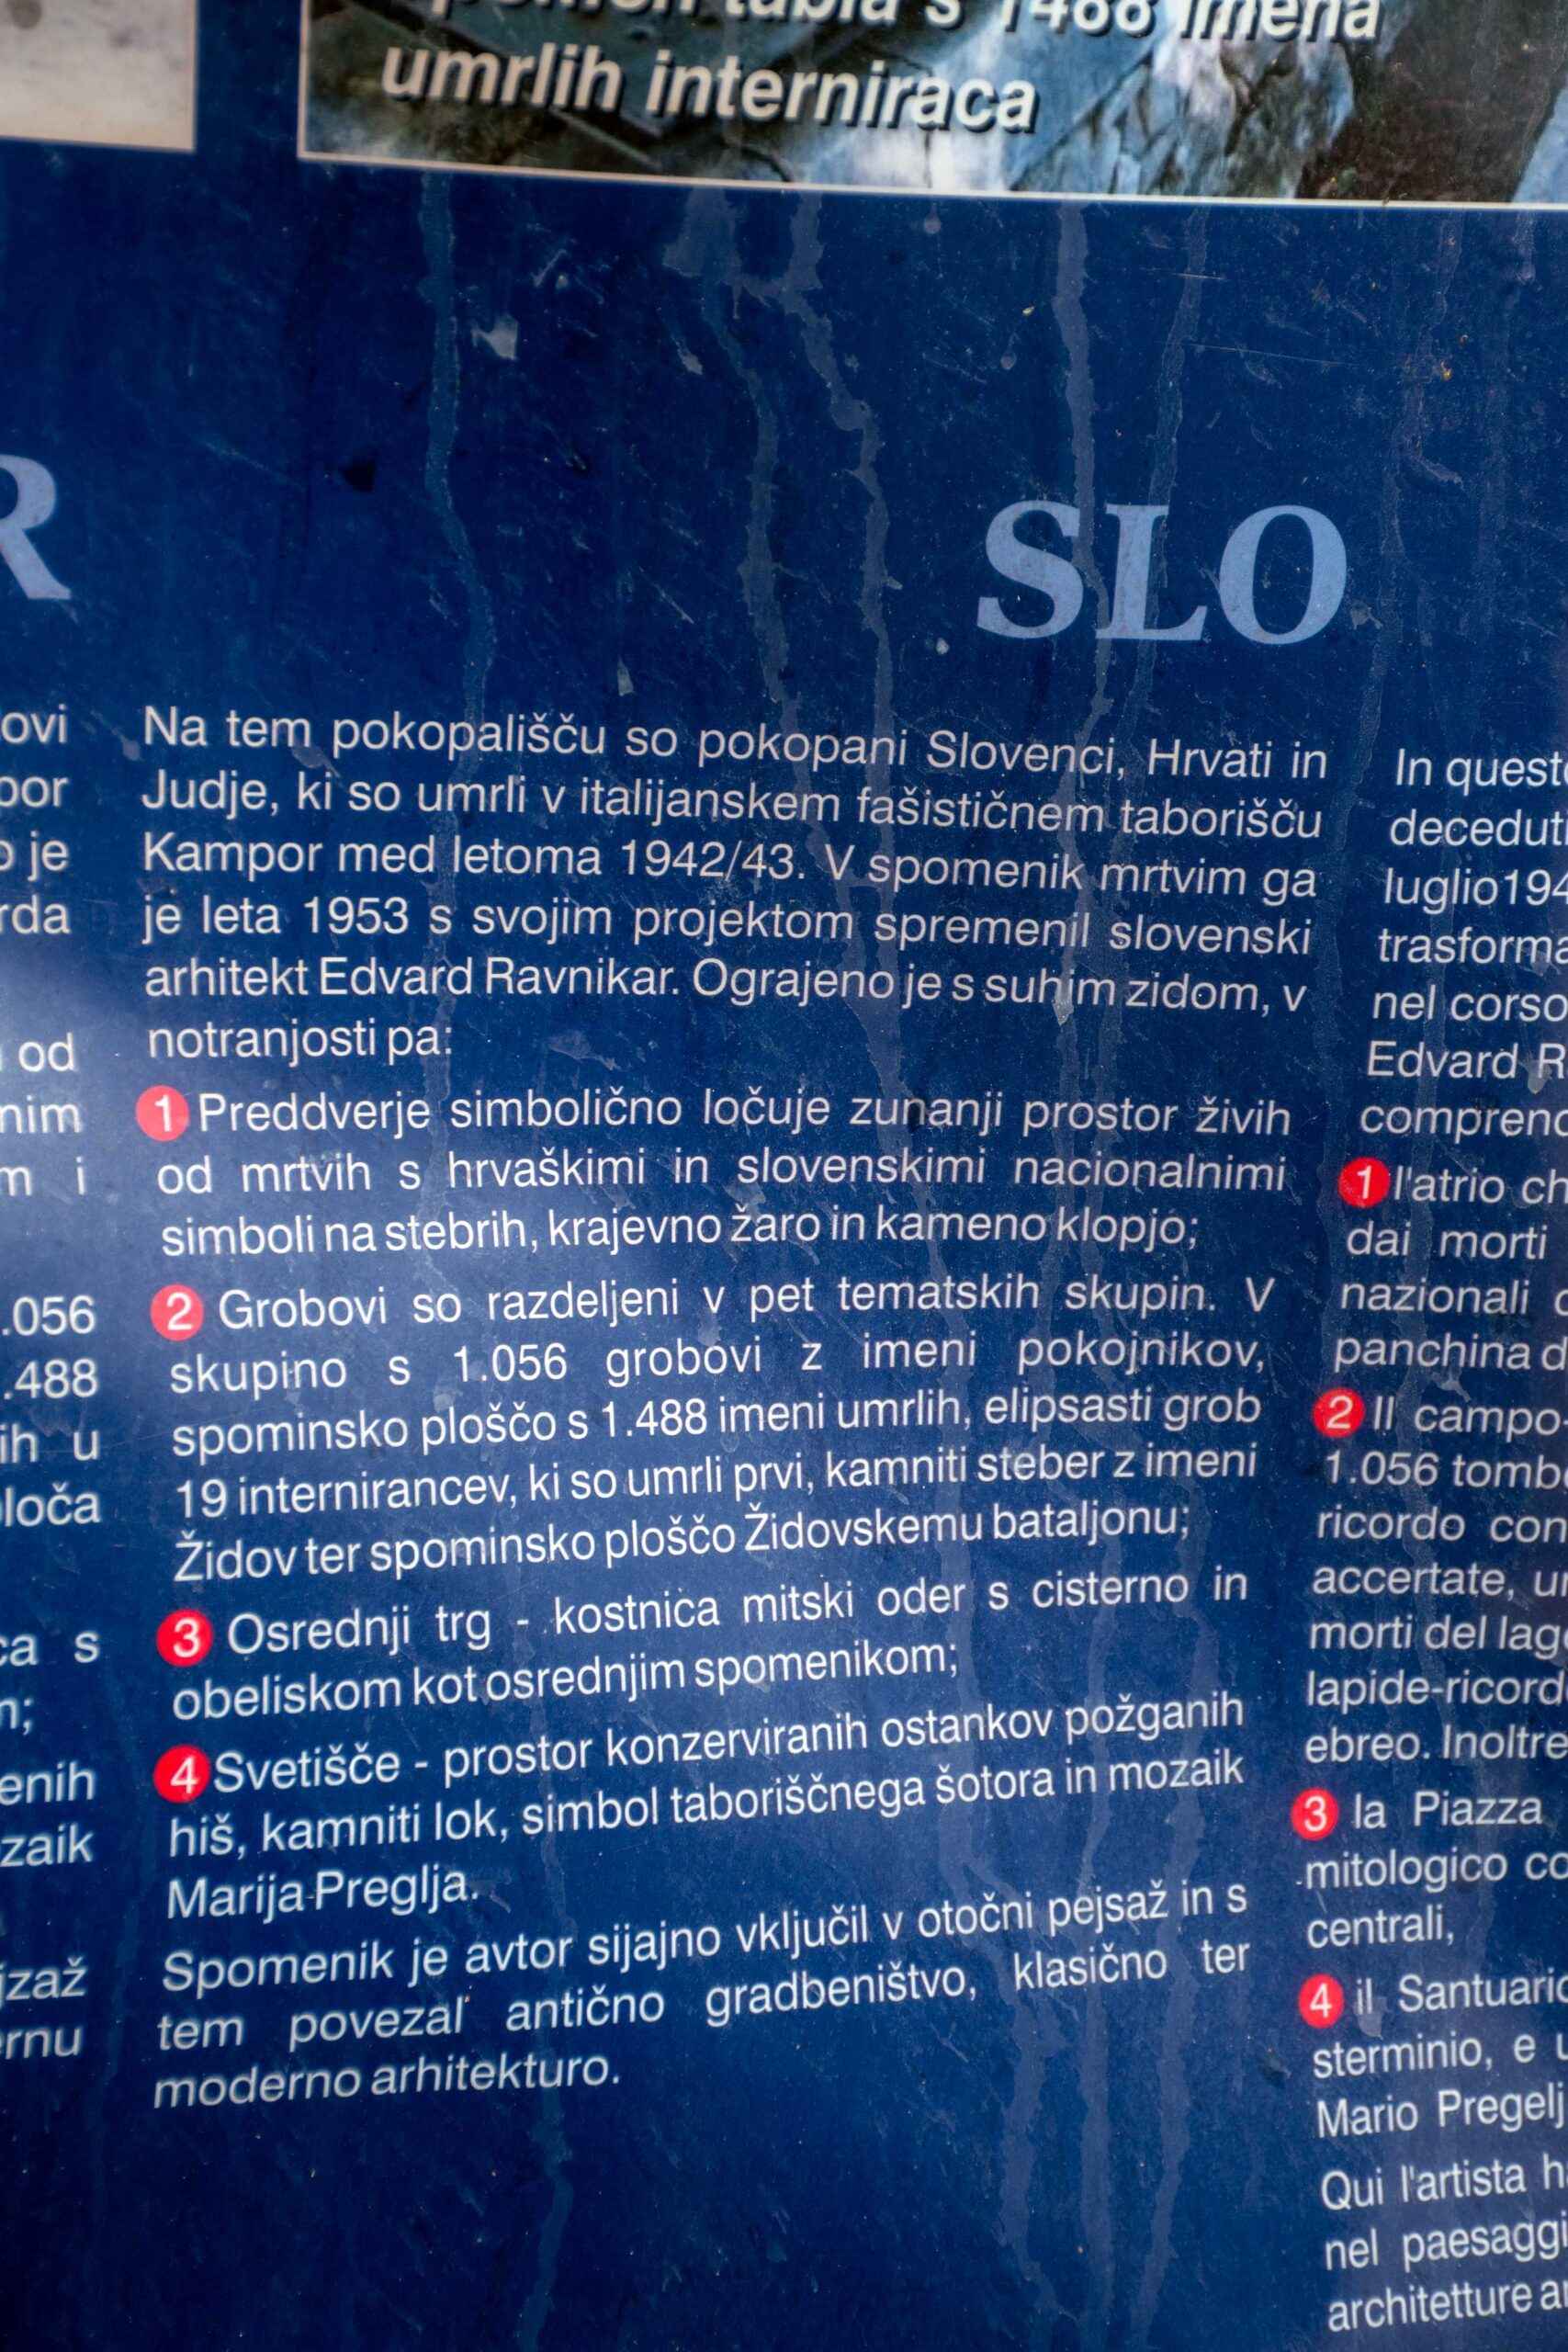 tabla s 1488 imena
umrlih interniraca
R
ovi
por
je
rda
od
nim
m i
.056
.488
ih u
loča
ca s
n;
enih
zaik
jzaž
rnu
SLO
Na tem pokopališču so pokopani Slovenci, Hrvati in
Judje, ki so umrli v italijanskem fašističnem taborišču
Kampor med letoma 1942/43. V spomenik mrtvim ga
je leta 1953 s svojim projektom spremenil slovenski
arhitekt Edvard Ravnikar. Ograjeno je s suhim zidom, v
notranjosti pa:
1 Preddverje simbolično ločuje zunanji prostor živih
od mrtvih s hrvaškimi in slovenskimi nacionalnimi
simboli na stebrih, krajevno žaro in kameno klopjo;
2 Grobovi so razdeljeni v pet tematskih skupin. V
skupino s 1.056 grobovi z imeni pokojnikov,
spominsko ploščo s 1.488 imeni umrlih, elipsasti grob
19 internirancev, ki so umrli prvi, kamniti steber z imeni
Židov ter spominsko ploščo Židovskemu bataljonu;
3 Osrednji trg - kostnica mitski oder s cisterno in
obeliskom kot osrednjim spomenikom;
4 Svetišče - prostor konzerviranih ostankov požganih
hiš, kamniti lok, simbol taboriščnega šotora in mozaik
Marija Preglja.
Spomenik je avtor sijajno vključil v otočni pejsaž in s
tem povezal antično gradbeništvo, klasično ter
moderno arhitekturo.
In quest
decedut
luglio194
trasforma
nel corso
Edvard R
comprend
1 l'atrio ch
dai morti
nazionali
panchina d
2 Il campo
1.056 tomb
ricordo con
accertate, un
morti del lag
lapide-ricord
ebreo. Inoltre
3 la Piazza
mitologico co
centrali,
4 il Santuario
sterminio, e u
Mario Pregelj
Qui l'artista h
nel paesaggi
architetture a